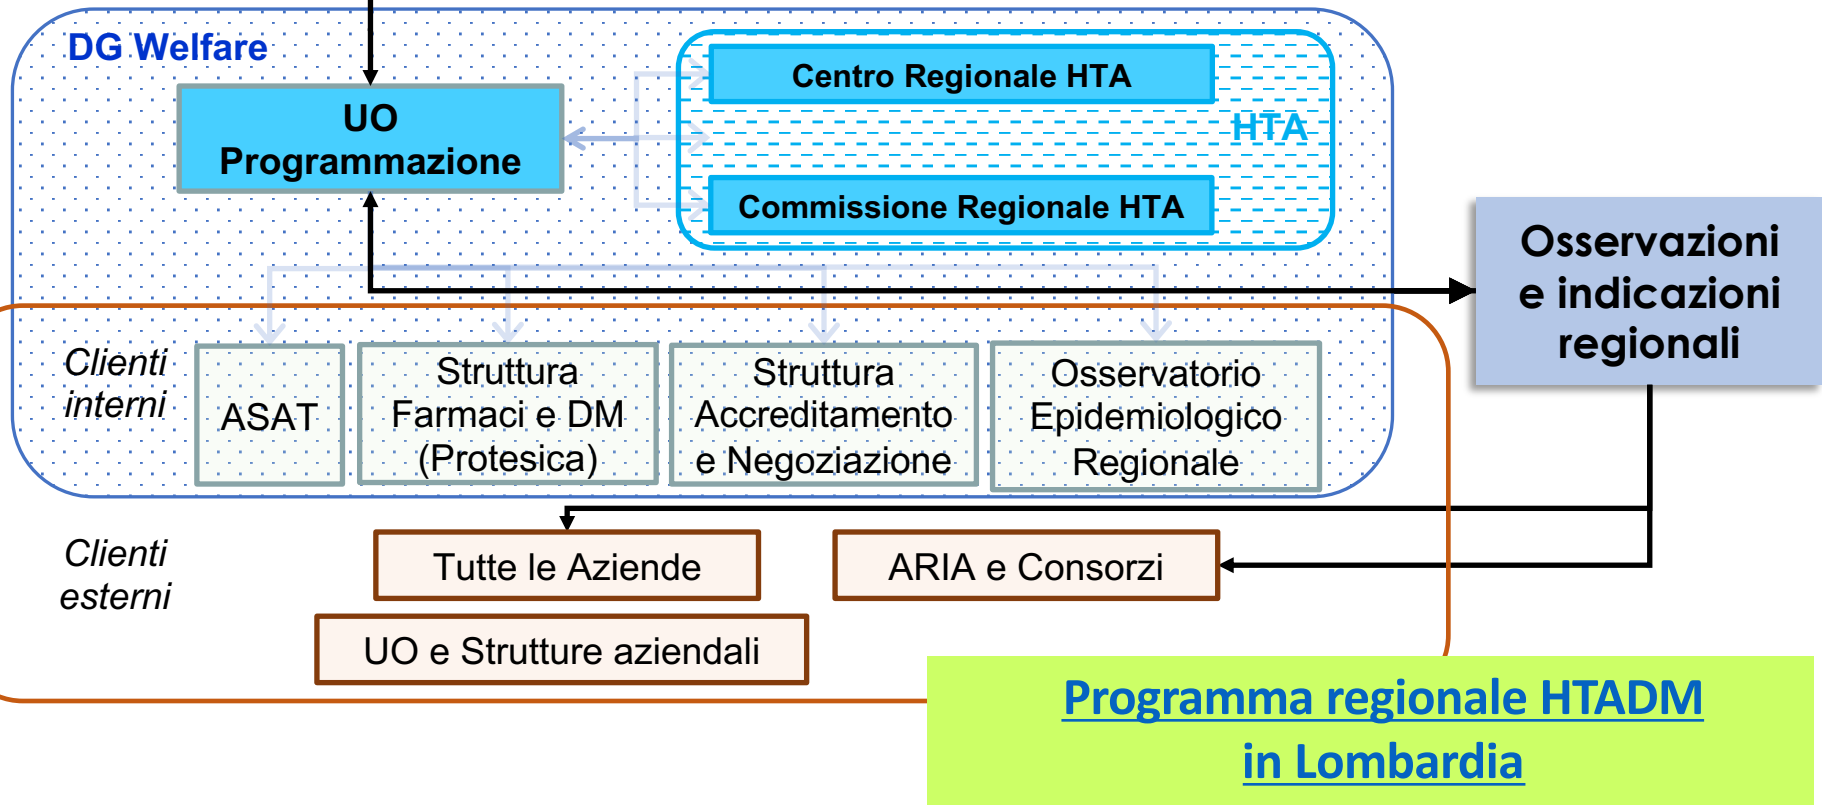 DG Welfare
UO
Programmazione
Centro Regionale HTA
HTA
Commissione Regionale HTA
Osservazioni
e indicazioni
regionali
Clienti
interni
ASAT
Struttura
Farmaci e DM
(Protesica)
Struttura
Accreditamento
e Negoziazione
Osservatorio
Epidemiologico
Regionale
Clienti
esterni
Tutte le Aziende
ARIA e Consorzi
UO e Strutture aziendali
Programma regionale HTADM
in Lombardia